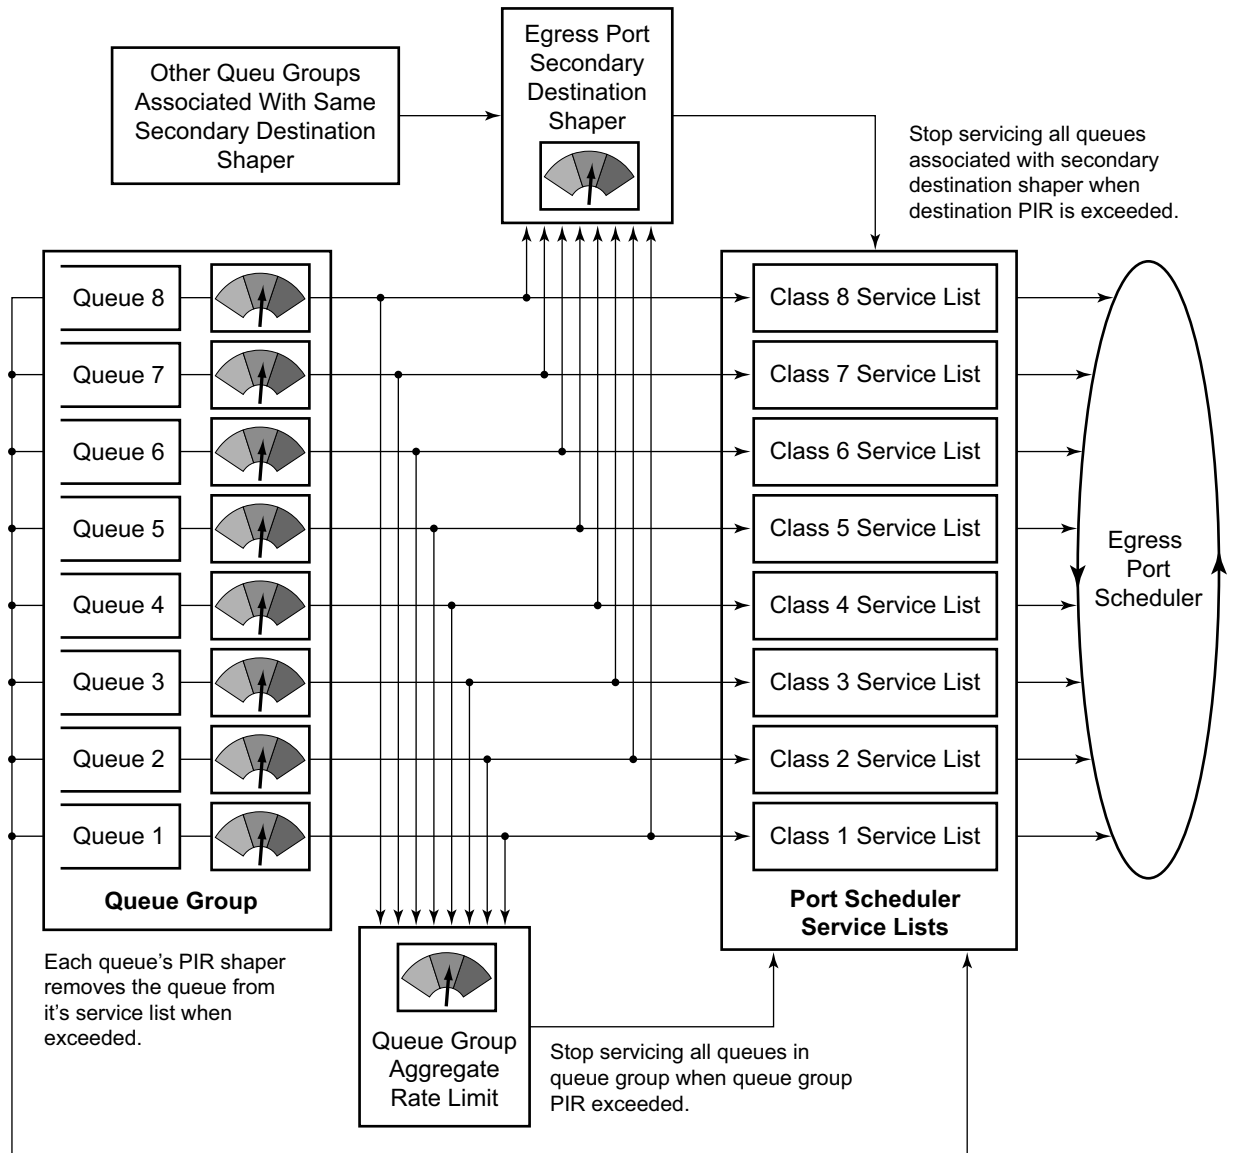 Other Queu Groups
Associated With Same
Secondary Destination
Shaper
Egress Port
Secondary
Destination
Shaper
Stop servicing all queues
associated with secondary
destination shaper when
destination PIR is exceeded.
Queue 8
Queue 7
Queue 6
Queue 5
Queue 4
Queue 3
Queue 2
Queue 1
Queue Group
Class 8 Service List
Class 7 Service List
Class 6 Service List
Class 5 Service List
Class 4 Service List
Class 3 Service List
Class 2 Service List
Class 1 Service List
Port Scheduler
Service Lists
Egress
Port
Scheduler
Each queue's PIR shaper
removes the queue from
it's service list when
exceeded.
Queue Group
Aggregate
Rate Limit
Stop servicing all queues in
queue group when queue group
PIR exceeded.